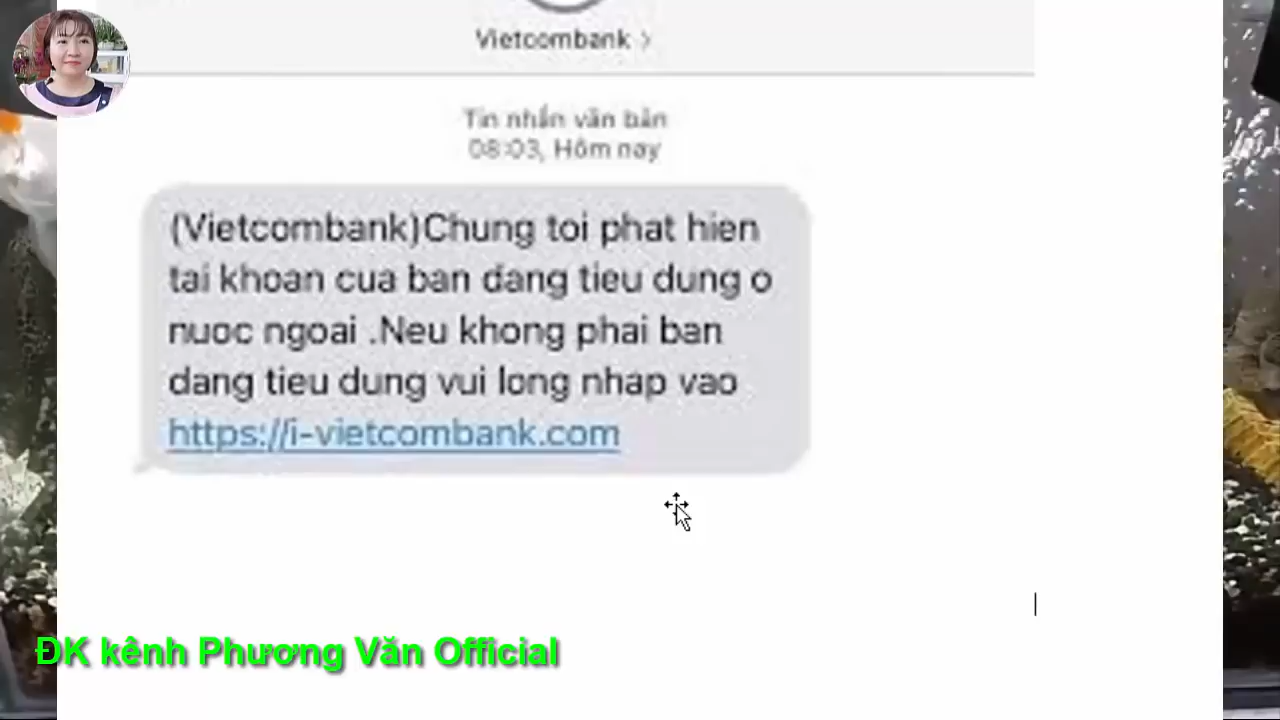 Vietcombank >
Tin nhắn văn bản
08:03, Hôm nay
(Vietcombank)Chung toi phat hien
tai khoan cua ban dang tieu dung o
nuoc ngoai .Neu khong phai ban
dang tieu dung vui long nhap vao
https://i-vietcombank.com
ĐK kênh Phương Văn Official